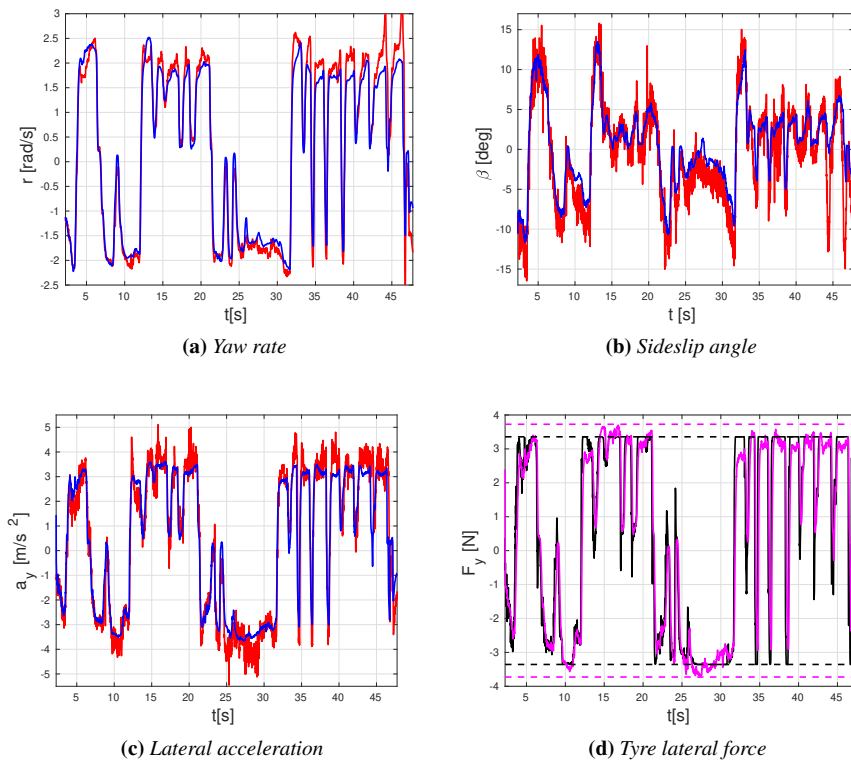 3
2.5
2
1.5
1
0.5
0
-0.5
-1
-1.5
-2
-2.5
r [rad/s]
5 10 15 20 25 30 35 40 45
t[s]
(a) Yaw rate
15
10
5
0
-5
-10
-15
β [deg]
5 10 15 20 25 30 35 40 45
t [s]
(b) Sideslip angle
5
4
3
2
1
0
-1
-2
-3
-4
-5
a_y [m/s ²]
5 10 15 20 25 30 35 40 45
t[s]
(c) Lateral acceleration
4
3
2
1
0
-1
-2
-3
-4
F_y [N]
5 10 15 20 25 30 35 40 45
t[s]
(d) Tyre lateral force